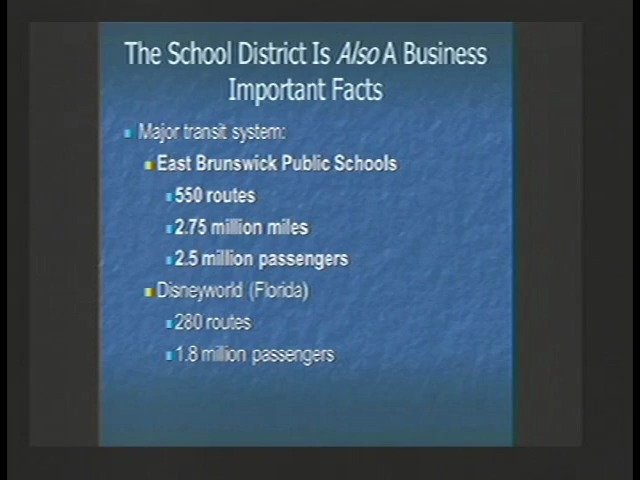 The School District Is Also A Business
Important Facts
Major transit system:
East Brunswick Public Schools
550 routes
2.75 million miles
2.5 million passengers
Disneyworld (Florida)
280 routes
1.8 million passengers